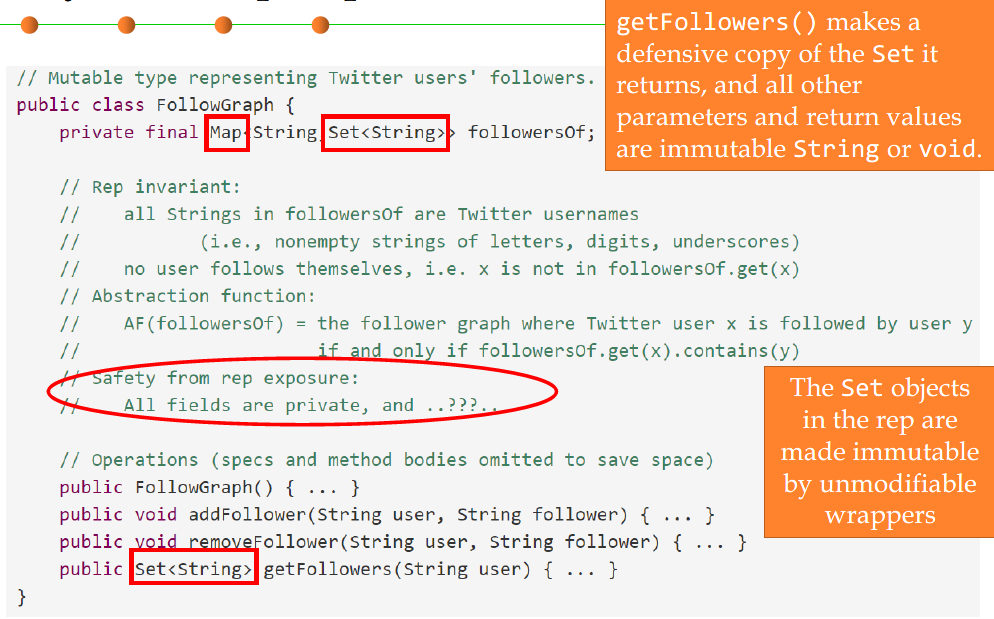 getFollowers() makes a
defensive copy of the Set it
returns, and all other
parameters and return values
are immutable String or void.
// Mutable type representing Twitter users' followers.
public class FollowGraph {
private final Map<String, Set<String>> followersOf;
// Rep invariant:
//    all Strings in followersOf are Twitter usernames
//           (i.e., nonempty strings of letters, digits, underscores)
//    no user follows themselves, i.e. x is not in followersOf.get(x)
// Abstraction function:
//    AF(followersOf) = the follower graph where Twitter user x is followed by user y
//                      if and only if followersOf.get(x).contains(y)
// Safety from rep exposure:
//    All fields are private, and ..???..
The Set objects
in the rep are
made immutable
by unmodifiable
wrappers
// Operations (specs and method bodies omitted to save space)
public FollowGraph() { ... }
public void addFollower(String user, String follower) { ... }
public void removeFollower(String user, String follower) { ... }
public Set<String> getFollowers(String user) { ... }
}